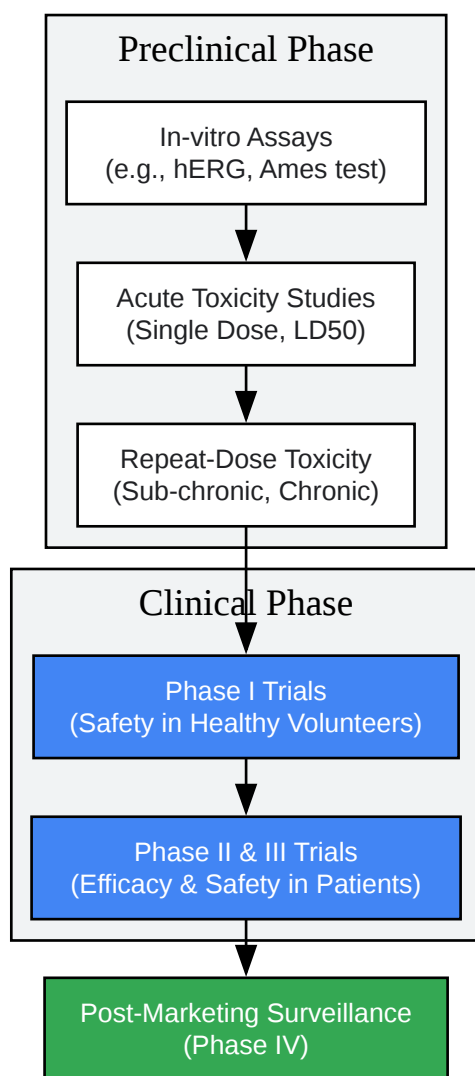 Preclinical Phase
In-vitro Assays
(e.g., hERG, Ames test)
Acute Toxicity Studies
(Single Dose, LD50)
Repeat-Dose Toxicity
(Sub-chronic, Chronic)
Clinical Phase
Phase I Trials
(Safety in Healthy Volunteers)
Phase II & III Trials
(Efficacy & Safety in Patients)
Post-Marketing Surveillance
(Phase IV)